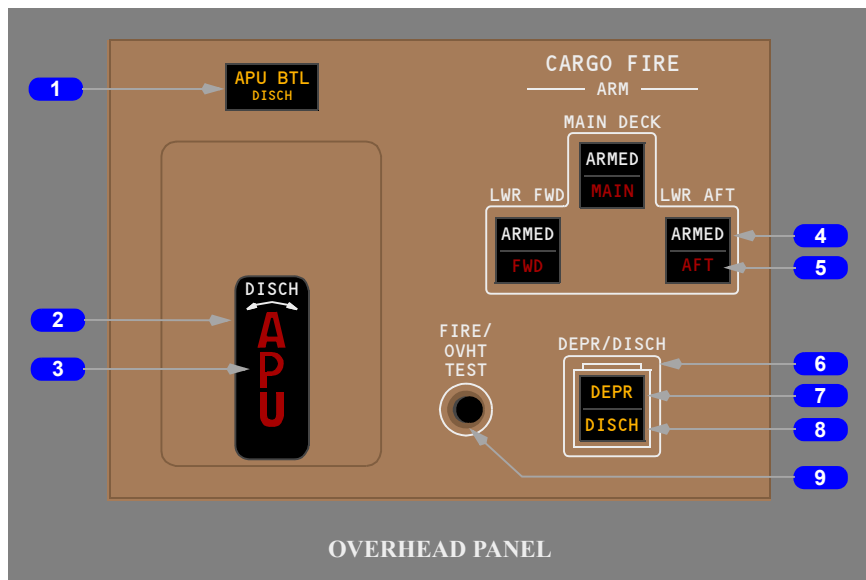 APU BTL
DISCH
1
CARGO FIRE
ARM
MAIN DECK
ARMED
MAIN
LWR FWD
LWR AFT
ARMED
FWD
ARMED
AFT
4
5
DISCH
A
P
U
2
3
FIRE/
OVHT
TEST
DEPR/DISCH
DEPR
DISCH
6
7
8
9
OVERHEAD PANEL